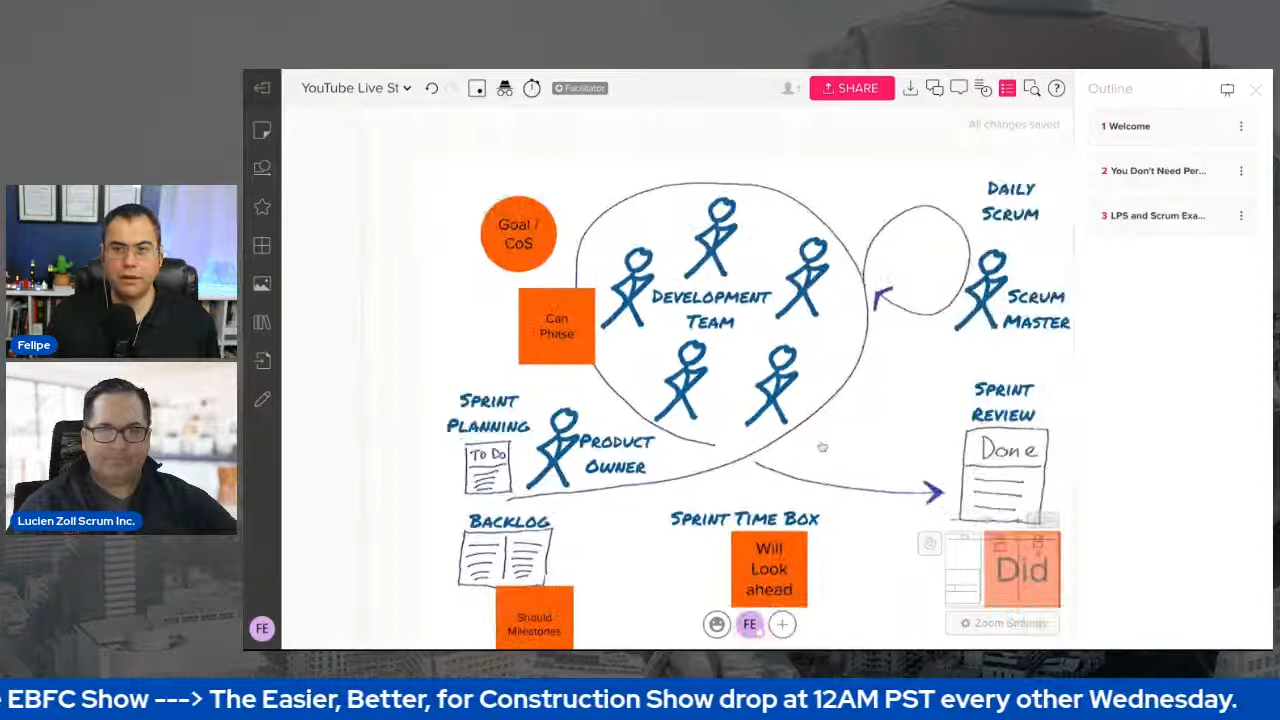 YouTube Live St
Facilitator
1
SHARE
?
All changes saved
Outline
1 Welcome
2 You Don't Need Per...
3 LPS and Scrum Exa...
Goal /
CoS
Can
Phase
DEVELOPMENT
TEAM
DAILY
SCRUM
SCRUM
MASTER
SPRINT
PLANNING
TO DO
PRODUCT
OWNER
SPRINT
REVIEW
Done
BACKLOG
SPRINT TIME BOX
Should
Milestones
Will
Look
ahead
Did
FE
FE
Zoom Settings
Felipe
Lucien Zoll Scrum Inc.
EBFC Show ---> The Easier, Better, for Construction Show drop at 12AM PST every other Wednesday.